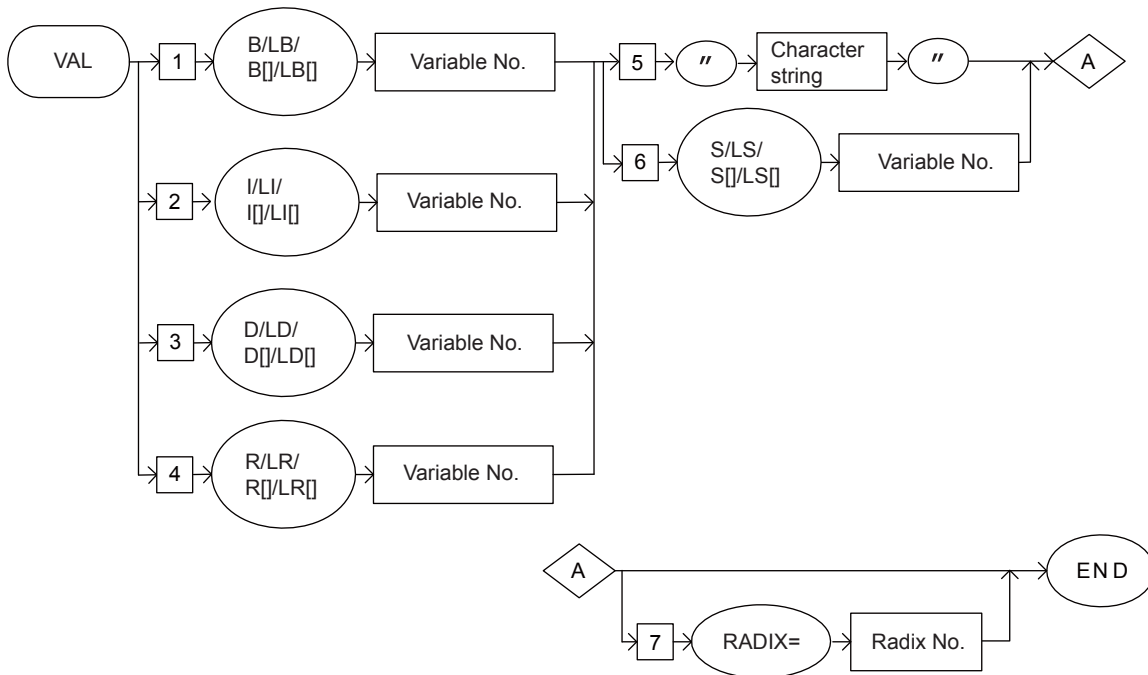 VAL
1
B/LB/
B[]/LB[]
Variable No.
5
"
Character
string
"
A
6
S/LS/
S[]/LS[]
Variable No.
2
I/LI/
I[]/LI[]
Variable No.
3
D/LD/
D[]/LD[]
Variable No.
4
R/LR/
R[]/LR[]
Variable No.
A
END
7
RADIX=
Radix No.